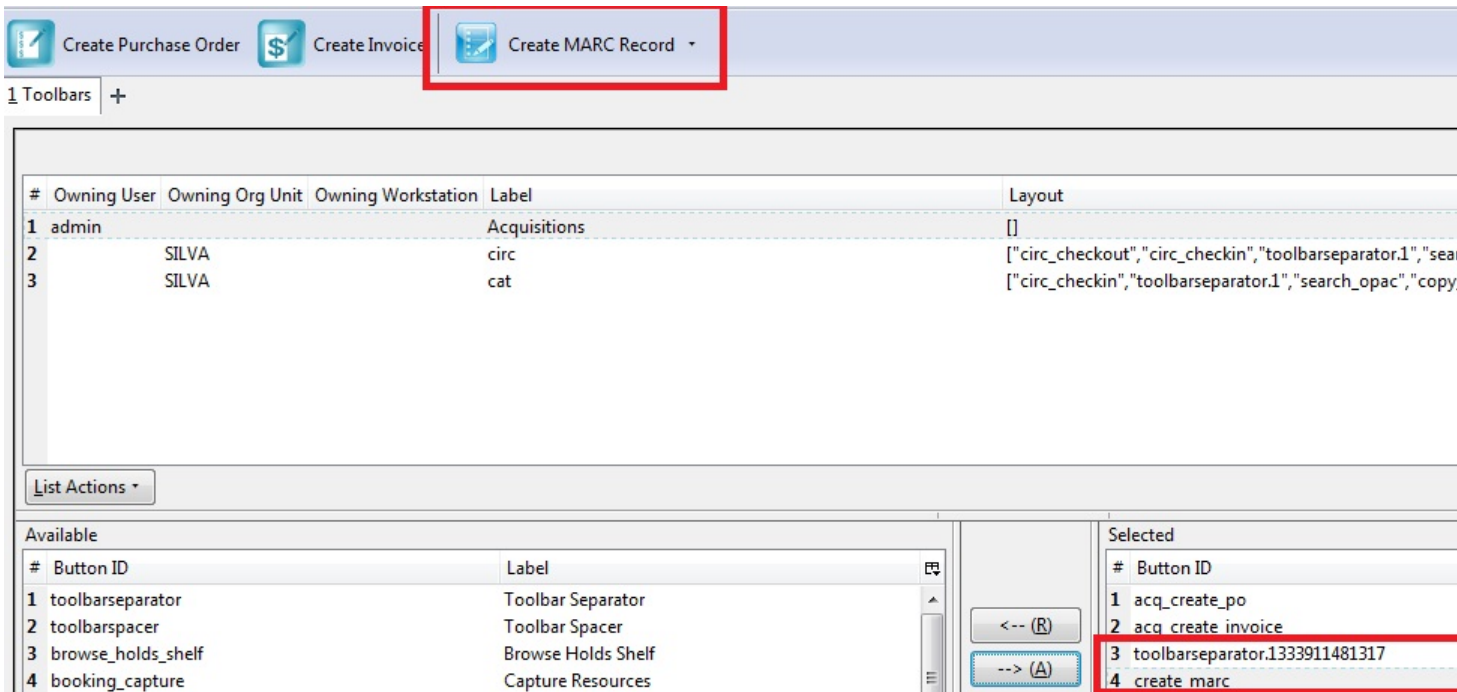 Create Purchase Order Create Invoice Create MARC Record
1 Toolbars +
# Owning User Owning Org Unit Owning Workstation Label Layout
1 admin Acquisitions []
2 SILVA circ ["circ_checkout","circ_checkin","toolbarseparator.1","sear
3 SILVA cat ["circ_checkin","toolbarseparator.1","search_opac","copy_
List Actions
Available Selected
# Button ID Label # Button ID
1 toolbarseparator Toolbar Separator 1 acq_create_po
2 toolbarspacer Toolbar Spacer <-- (R) 2 acq_create_invoice
3 browse_holds_shelf Browse Holds Shelf 3 toolbarseparator.1333911481317
4 booking_capture Capture Resources --> (A) 4 create_marc